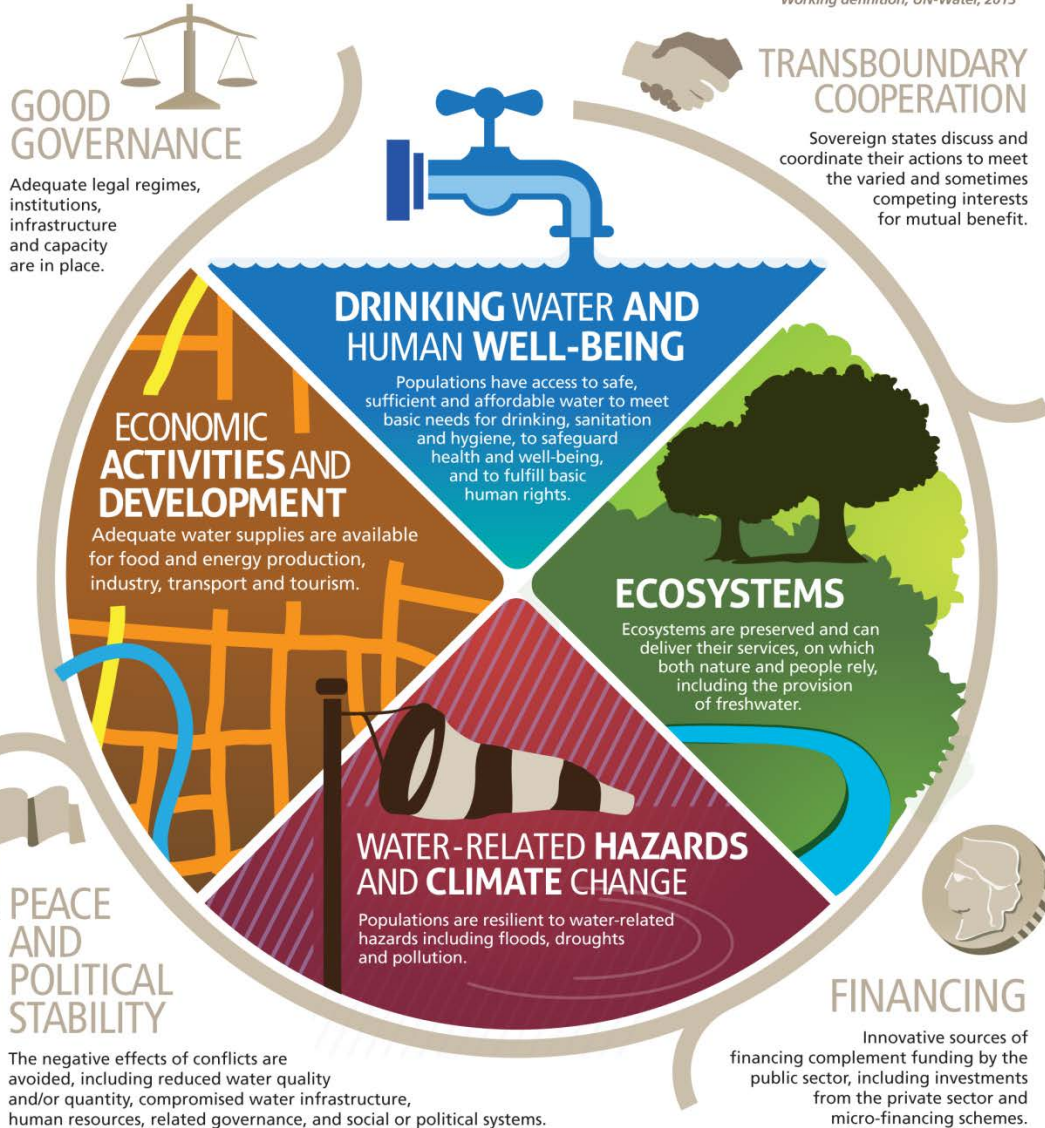 Working definition, UN-Water, 2013
GOOD
GOVERNANCE
Adequate legal regimes,
institutions,
infrastructure
and capacity
are in place.
TRANSBOUNDARY
COOPERATION
Sovereign states discuss and
coordinate their actions to meet
the varied and sometimes
competing interests
for mutual benefit.
DRINKING WATER AND
HUMAN WELL-BEING
Populations have access to safe,
sufficient and affordable water to meet
basic needs for drinking, sanitation
and hygiene, to safeguard
health and well-being,
and to fulfill basic
human rights.
ECONOMIC
ACTIVITIES AND
DEVELOPMENT
Adequate water supplies are available
for food and energy production,
industry, transport and tourism.
ECOSYSTEMS
Ecosystems are preserved and can
deliver their services, on which
both nature and people rely,
including the provision
of freshwater.
WATER-RELATED HAZARDS
AND CLIMATE CHANGE
Populations are resilient to water-related
hazards including floods, droughts
and pollution.
PEACE
AND
POLITICAL
STABILITY
The negative effects of conflicts are
avoided, including reduced water quality
and/or quantity, compromised water infrastructure,
human resources, related governance, and social or political systems.
FINANCING
Innovative sources of
financing complement funding by the
public sector, including investments
from the private sector and
micro-financing schemes.